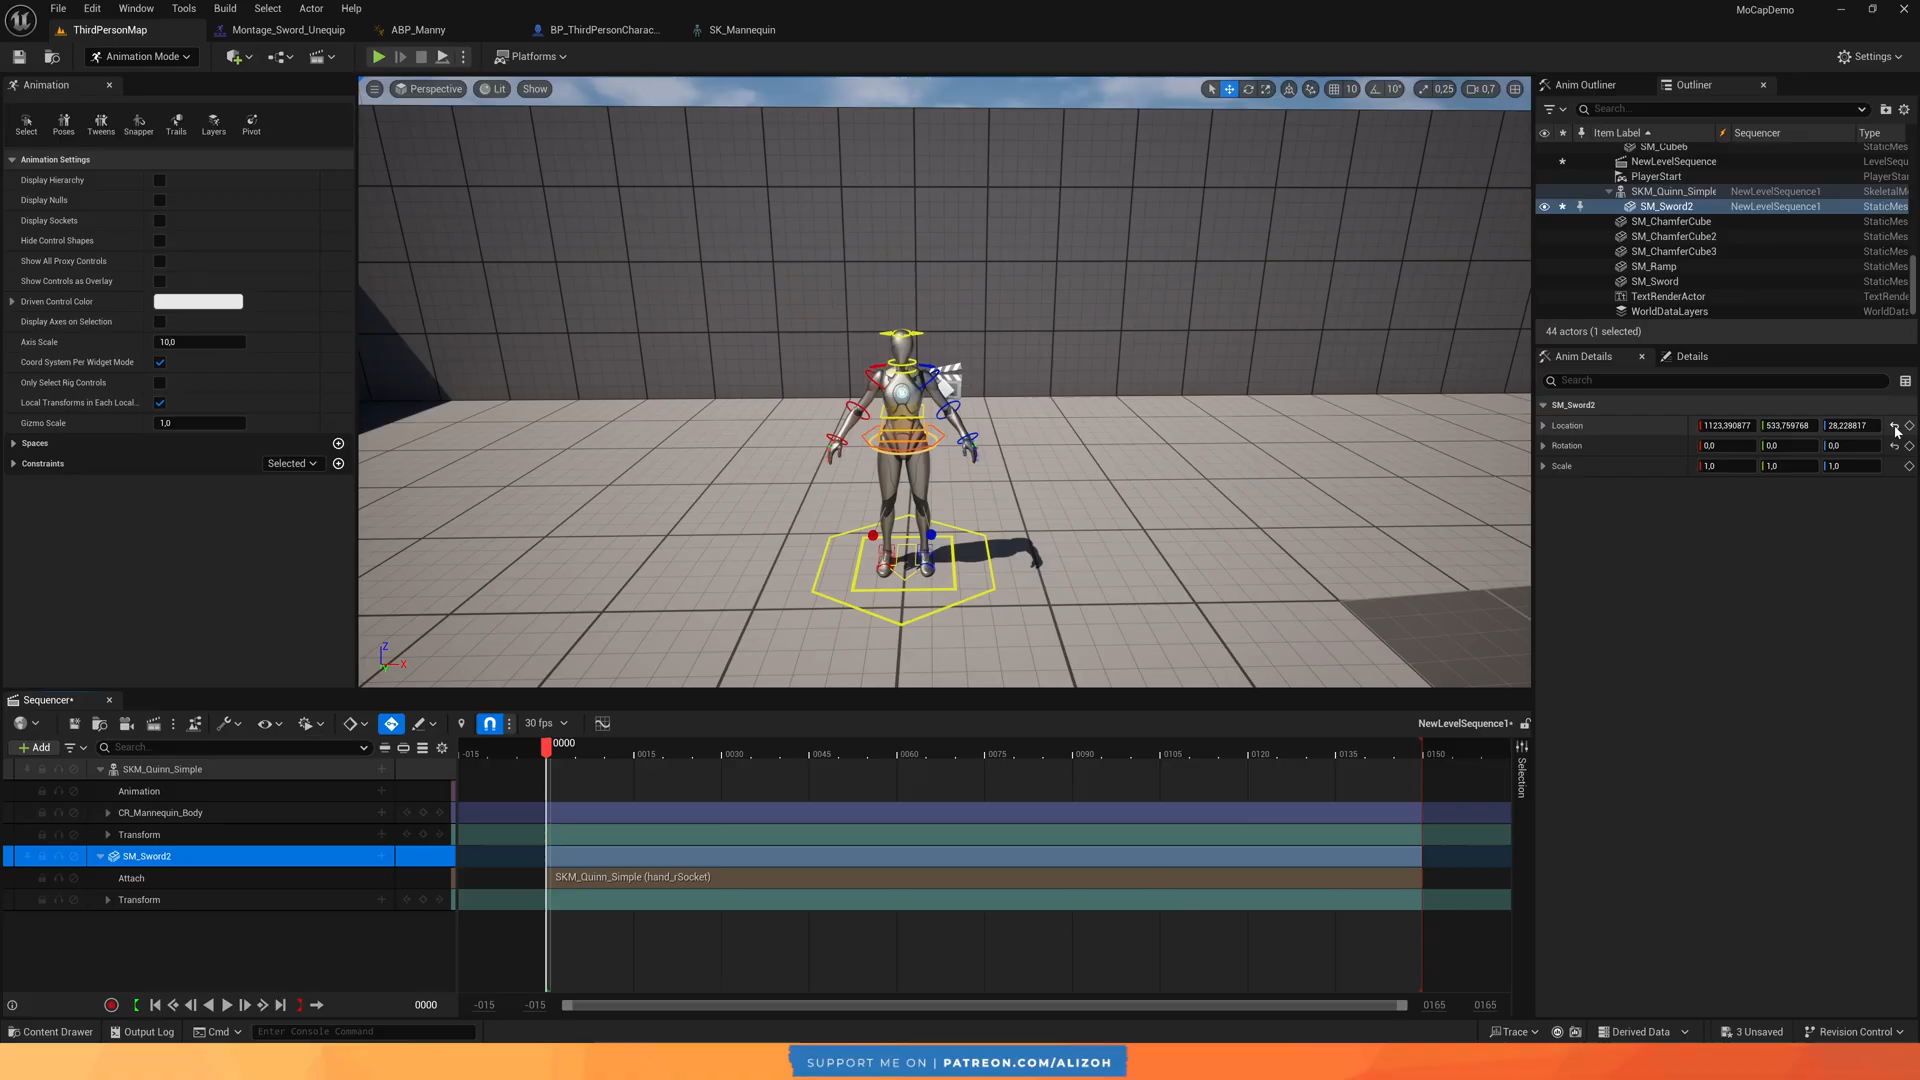 File Edit Window Tools Build Select Actor Help
MoCapDemo
ThirdPersonMap
Montage_Sword_Unequip
ABP_Manny
BP_ThirdPersonCharac...
SK_Mannequin
Animation Mode
Platforms
Settings
Animation
Select Poses Tweens Snapper Trails Layers Pivot
Animation Settings
Display Hierarchy
Display Nulls
Display Sockets
Hide Control Shapes
Show All Proxy Controls
Show Controls as Overlay
Driven Control Color
Display Axes on Selection
Axis Scale 10,0
Coord System Per Widget Mode
Only Select Rig Controls
Local Transforms in Each Local...
Gizmo Scale 1,0
Spaces
Constraints Selected
Perspective Lit Show
10 10° 0,25 0,7
Z
X
Anim Outliner Outliner
Search...
Item Label Sequencer Type
SM_Cube6 StaticMes
NewLevelSequence LevelSequ
PlayerStart PlayerStar
SKM_Quinn_Simple NewLevelSequence1 SkeletalMe
SM_Sword2 NewLevelSequence1 StaticMes
SM_ChamferCube StaticMes
SM_ChamferCube2 StaticMes
SM_ChamferCube3 StaticMes
SM_Ramp StaticMes
SM_Sword StaticMes
TextRenderActor TextRende
WorldDataLayers WorldData
44 actors (1 selected)
Anim Details Details
Search
SM_Sword2
Location 1123,390877 533,759768 28,228817
Rotation 0,0 0,0 0,0
Scale 1,0 1,0 1,0
Sequencer*
30 fps
NewLevelSequence1*
Add Search...
0000
-015 0015 0030 0045 0060 0075 0090 0105 0120 0135 0150
Selection
SKM_Quinn_Simple
Animation
CR_Mannequin_Body
Transform
SM_Sword2
Attach SKM_Quinn_Simple (hand_rSocket)
Transform
0000 -015 -015 0165 0165
Content Drawer Output Log Cmd Enter Console Command
Trace Derived Data 3 Unsaved Revision Control
SUPPORT ME ON | PATREON.COM/ALIZOH